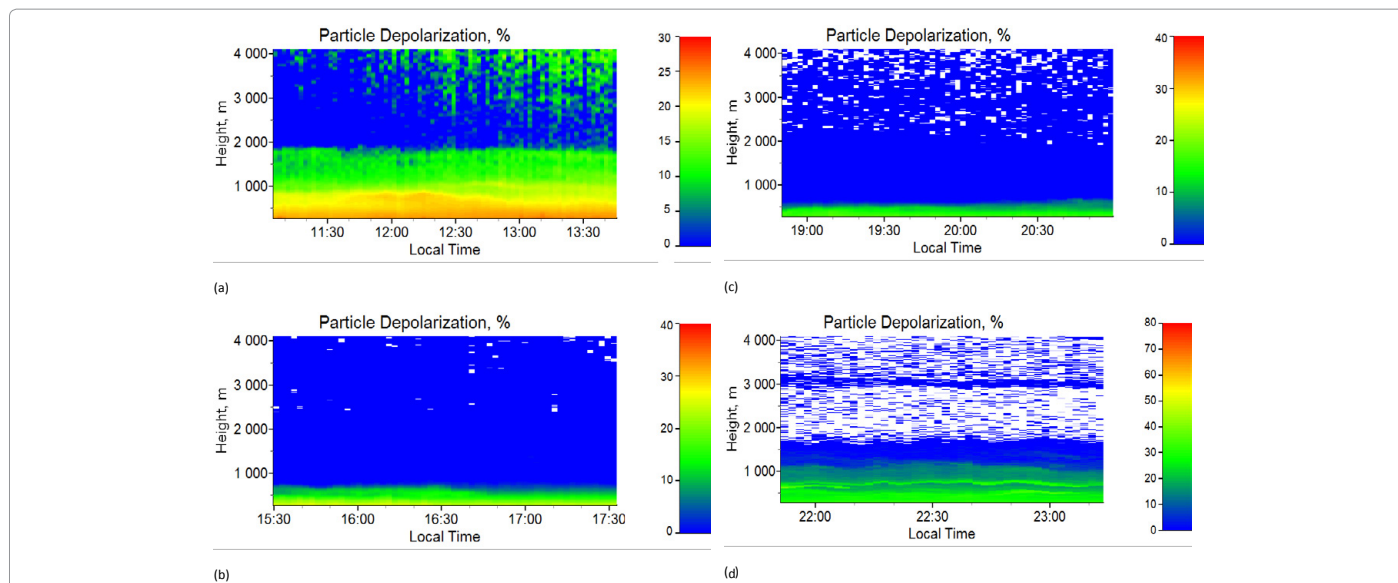 Particle Depolarization, %
4 000
3 000
2 000
1 000
Height, m
11:30 12:00 12:30 13:00 13:30
Local Time
30
25
20
15
10
5
0
(a)
Particle Depolarization, %
4 000
3 000
2 000
1 000
Height, m
15:30 16:00 16:30 17:00 17:30
Local Time
40
30
20
10
0
(b)
Particle Depolarization, %
4 000
3 000
2 000
1 000
Height, m
19:00 19:30 20:00 20:30
Local Time
40
30
20
10
0
(c)
Particle Depolarization, %
4 000
3 000
2 000
1 000
Height, m
22:00 22:30 23:00
Local Time
80
70
60
50
40
30
20
10
0
(d)